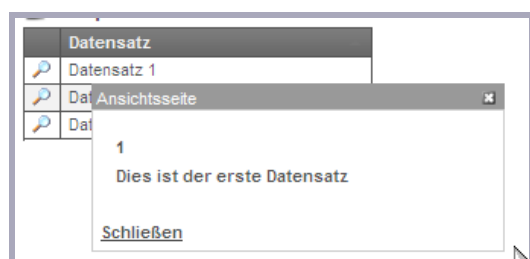 Datensatz
Datensatz 1
Dat
Dat
Ansichtsseite
1
Dies ist der erste Datensatz
Schließen